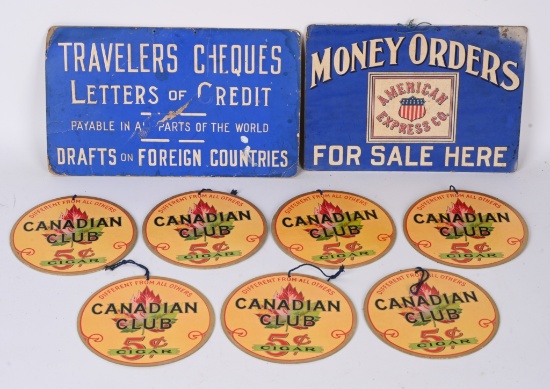 TRAVELERS CHEQUES
LETTERS OF CREDIT
PAYABLE IN ALL PARTS OF THE WORLD
DRAFTS ON FOREIGN COUNTRIES
MONEY ORDERS
AMERICAN
EXPRESS CO.
FOR SALE HERE
DIFFERENT FROM ALL OTHERS
CANADIAN
CLUB
5¢
CIGAR
DIFFERENT FROM ALL OTHERS
CANADIAN
CLUB
5¢
CIGAR
DIFFERENT FROM ALL OTHERS
CANADIAN
CLUB
5¢
CIGAR
DIFFERENT FROM ALL OTHERS
CANADIAN
CLUB
5¢
CIGAR
DIFFERENT FROM ALL OTHERS
CANADIAN
CLUB
5¢
CIGAR
DIFFERENT FROM ALL OTHERS
CANADIAN
CLUB
5¢
CIGAR
DIFFERENT FROM ALL OTHERS
CANADIAN
CLUB
5¢
CIGAR